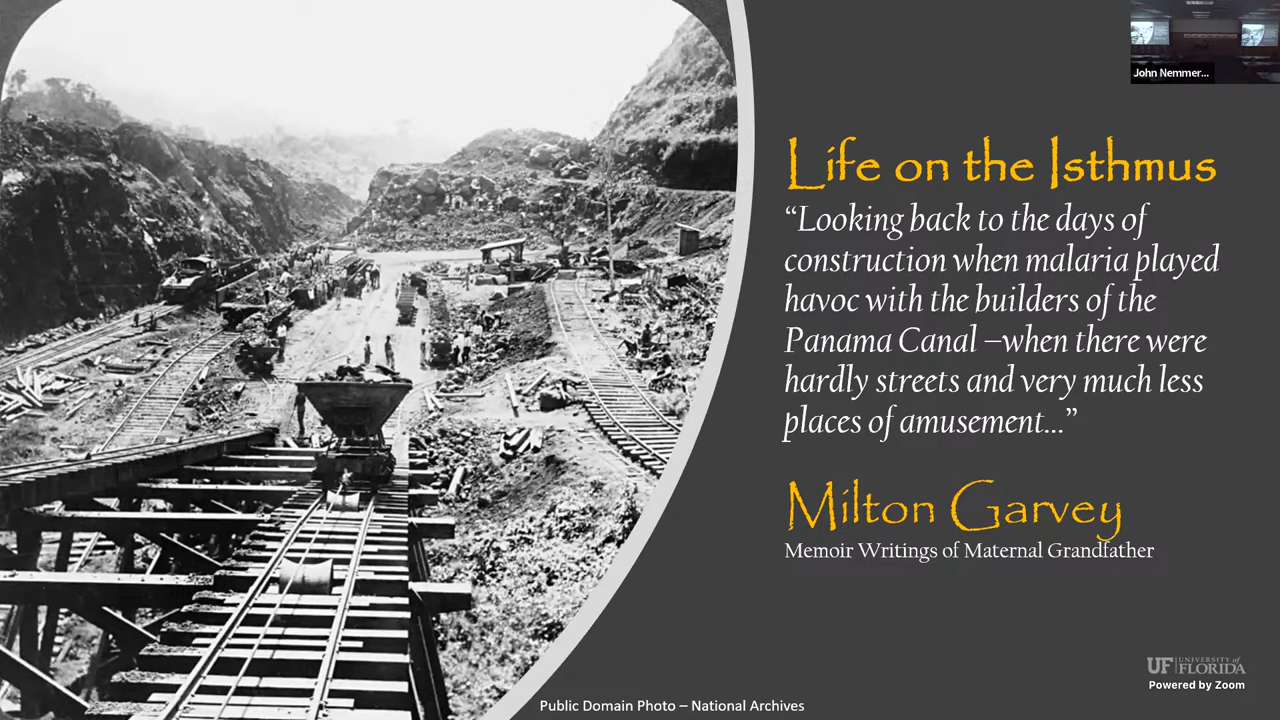 John Nemmer...
Life on the Isthmus
“Looking back to the days of
construction when malaria played
havoc with the builders of the
Panama Canal –when there were
hardly streets and very much less
places of amusement...”
Milton Garvey
Memoir Writings of Maternal Grandfather
UF UNIVERSITY of
FLORIDA
Powered by Zoom
Public Domain Photo – National Archives